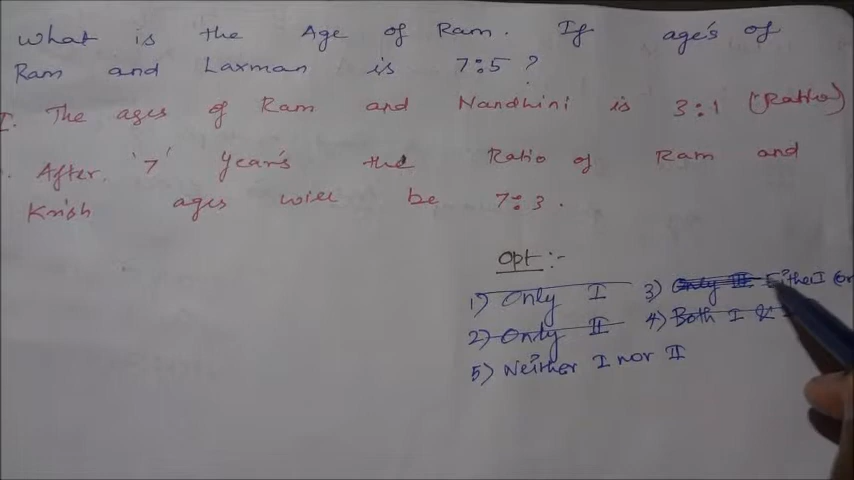 What is the Age of Ram. If age's of
Ram and Laxman is 7:5 ?
I. The ages of Ram and Nandhini is 3:1 (Ratio)
After '7' Year's the Ratio of Ram and
Krish ages will be 7:3.
Opt:-
1) Only I 3) Only III Either I or
2) Only II 4) Both I &
5) Neither I nor II